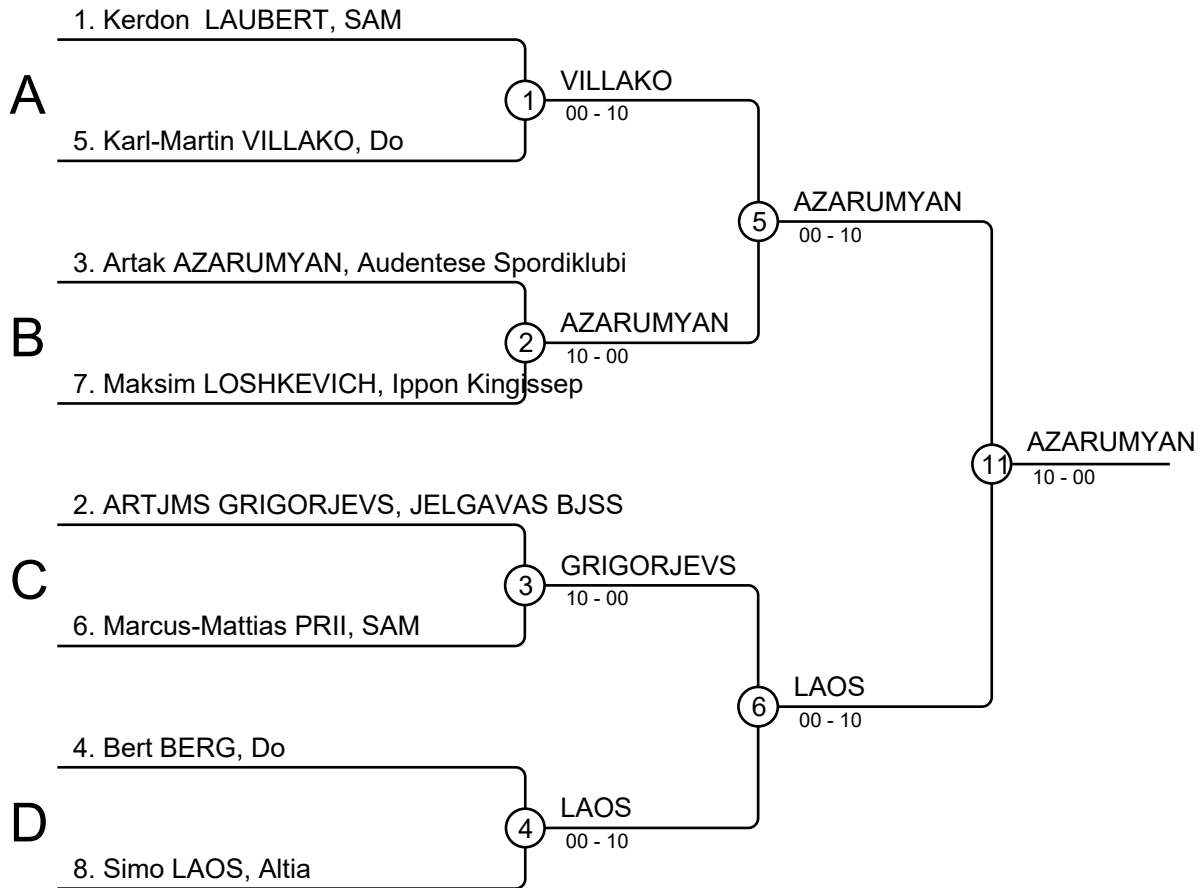 1. Kerdon  LAUBERT, SAM
A
1
VILLAKO
00 - 10
5. Karl-Martin VILLAKO, Do
5
AZARUMYAN
00 - 10
3. Artak AZARUMYAN, Audentese Spordiklubi
B
2
AZARUMYAN
10 - 00
7. Maksim LOSHKEVICH, Ippon Kingissep
11
AZARUMYAN
10 - 00
2. ARTJMS GRIGORJEVS, JELGAVAS BJSS
C
3
GRIGORJEVS
10 - 00
6. Marcus-Mattias PRII, SAM
6
LAOS
00 - 10
4. Bert BERG, Do
D
4
LAOS
00 - 10
8. Simo LAOS, Altia